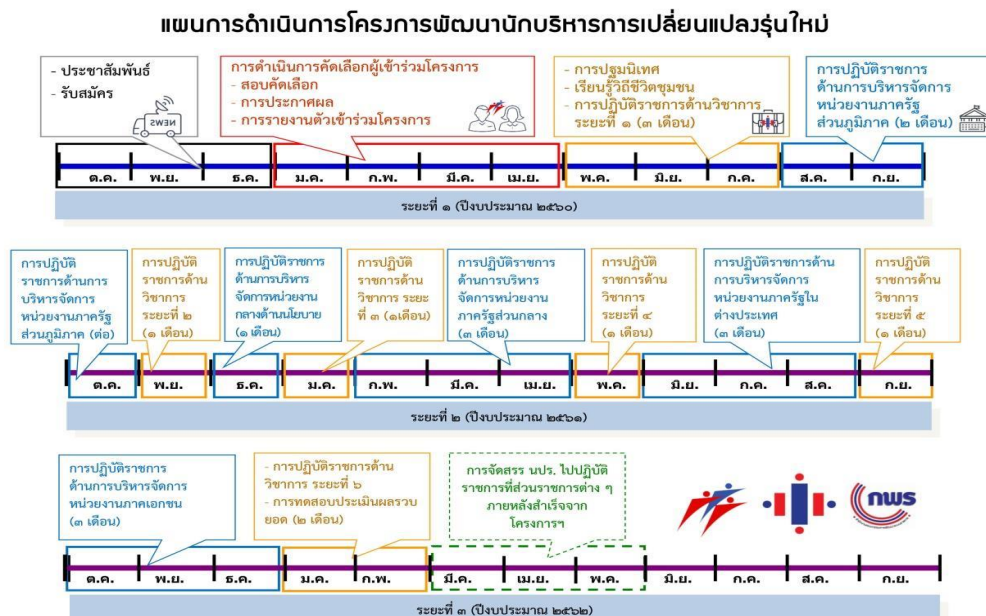 แผนการดำเนินการโครงการพัฒนานักบริหารการเปลี่ยนแปลงรุ่นใหม่
- ประชาสัมพันธ์
- รับสมัคร
NEWS
การดำเนินการคัดเลือกผู้เข้าร่วมโครงการ
- สอบคัดเลือก
- การประกาศผล
- การรายงานตัวเข้าร่วมโครงการ
- การปฐมนิเทศ
- เรียนรู้วิถีชีวิตชุมชน
- การปฏิบัติราชการด้านวิชาการ
ระยะที่ ๑ (๓ เดือน)
การปฏิบัติราชการ
ด้านการบริหารจัดการ
หน่วยงานภาครัฐ
ส่วนภูมิภาค (๒ เดือน)
ต.ค. พ.ย. ธ.ค. ม.ค. ก.พ. มี.ค. เม.ย. พ.ค. มิ.ย. ก.ค. ส.ค. ก.ย.
ระยะที่ ๑ (ปีงบประมาณ ๒๕๖๐)
การปฏิบัติ
ราชการด้านการ
บริหารจัดการ
หน่วยงานภาครัฐ
ส่วนภูมิภาค (ต่อ)
การปฏิบัติ
ราชการด้าน
วิชาการ
ระยะที่ ๒
(๑ เดือน)
การปฏิบัติราชการ
ด้านการบริหาร
จัดการหน่วยงาน
กลางด้านนโยบาย
(๑ เดือน)
การปฏิบัติ
ราชการด้าน
วิชาการ ระยะ
ที่ ๓ (๑เดือน)
การปฏิบัติราชการ
ด้านการบริหาร
จัดการหน่วยงาน
ภาครัฐส่วนกลาง
(๓ เดือน)
การปฏิบัติ
ราชการด้าน
วิชาการ
ระยะที่ ๔
(๑ เดือน)
การปฏิบัติราชการด้าน
การบริหารจัดการ
หน่วยงานภาครัฐใน
ต่างประเทศ
(๓ เดือน)
การปฏิบัติ
ราชการด้าน
วิชาการ
ระยะที่ ๕
(๑ เดือน)
ต.ค. พ.ย. ธ.ค. ม.ค. ก.พ. มี.ค. เม.ย. พ.ค. มิ.ย. ก.ค. ส.ค. ก.ย.
ระยะที่ ๒ (ปีงบประมาณ ๒๕๖๑)
การปฏิบัติราชการ
ด้านการบริหารจัดการ
หน่วยงานภาคเอกชน
(๓ เดือน)
- การปฏิบัติราชการด้าน
วิชาการ ระยะที่ ๖
- การทดสอบประเมินผลรวบ
ยอด (๒ เดือน)
การจัดสรร นปร. ไปปฏิบัติ
ราชการที่ส่วนราชการต่าง ๆ
ภายหลังสำเร็จจาก
โครงการฯ
กพร
ต.ค. พ.ย. ธ.ค. ม.ค. ก.พ. มี.ค. เม.ย. พ.ค. มิ.ย. ก.ค. ส.ค. ก.ย.
ระยะที่ ๓ (ปีงบประมาณ ๒๕๖๒)